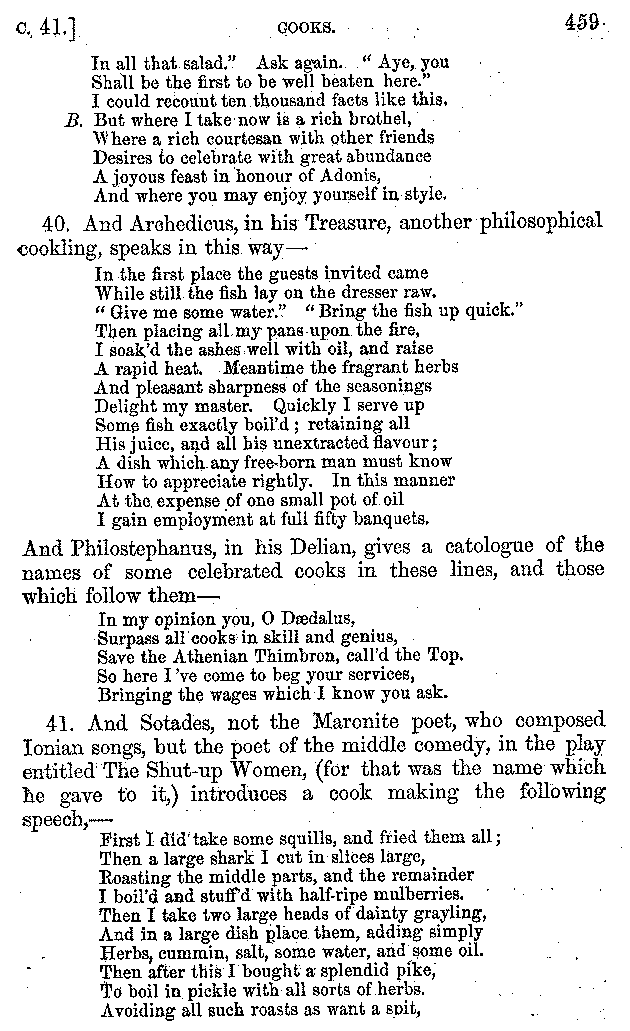 C. 41.] COOKS. 459
In all that salad.” Ask again. “ Aye, you
Shall be the first to be well beaten here.”
I could recount ten thousand facts like this.
B. But where I take now is a rich brothel,
Where a rich courtesan with other friends
Desires to celebrate with great abundance
A joyous feast in honour of Adonis,
And where you may enjoy yourself in style.
40. And Archedicus, in his Treasure, another philosophical
cookling, speaks in this way—
In the first place the guests invited came
While still the fish lay on the dresser raw.
“ Give me some water.” “ Bring the fish up quick.”
Then placing all my pans upon the fire,
I soak’d the ashes well with oil, and raise
A rapid heat. Meantime the fragrant herbs
And pleasant sharpness of the seasonings
Delight my master. Quickly I serve up
Some fish exactly boil’d ; retaining all
His juice, and all his unextracted flavour ;
A dish which any free-born man must know
How to appreciate rightly. In this manner
At the expense of one small pot of oil
I gain employment at full fifty banquets.
And Philostephanus, in his Delian, gives a catologue of the
names of some celebrated cooks in these lines, and those
which follow them—
In my opinion you, O Dædalus,
Surpass all cooks in skill and genius,
Save the Athenian Thimbron, call’d the Top.
So here I ’ve come to beg your services,
Bringing the wages which I know you ask.
41. And Sotades, not the Maronite poet, who composed
Ionian songs, but the poet of the middle comedy, in the play
entitled The Shut-up Women, (for that was the name which
he gave to it,) introduces a cook making the following
speech,—
First I did take some squills, and fried them all ;
Then a large shark I cut in slices large,
Roasting the middle parts, and the remainder
I boil’d and stuff’d with half-ripe mulberries.
Then I take two large heads of dainty grayling,
And in a large dish place them, adding simply
Herbs, cummin, salt, some water, and some oil.
Then after this I bought a splendid pike,
To boil in pickle with all sorts of herbs.
Avoiding all such roasts as want a spit,